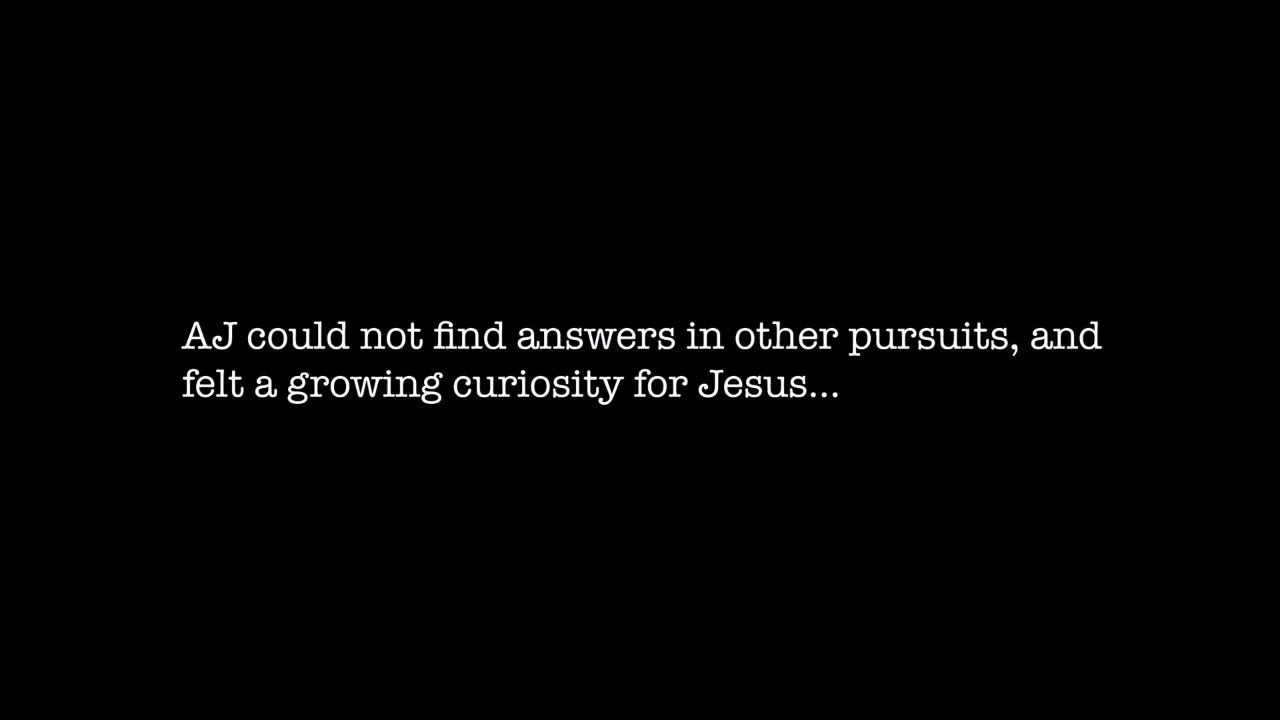 AJ could not find answers in other pursuits, and
felt a growing curiosity for Jesus...